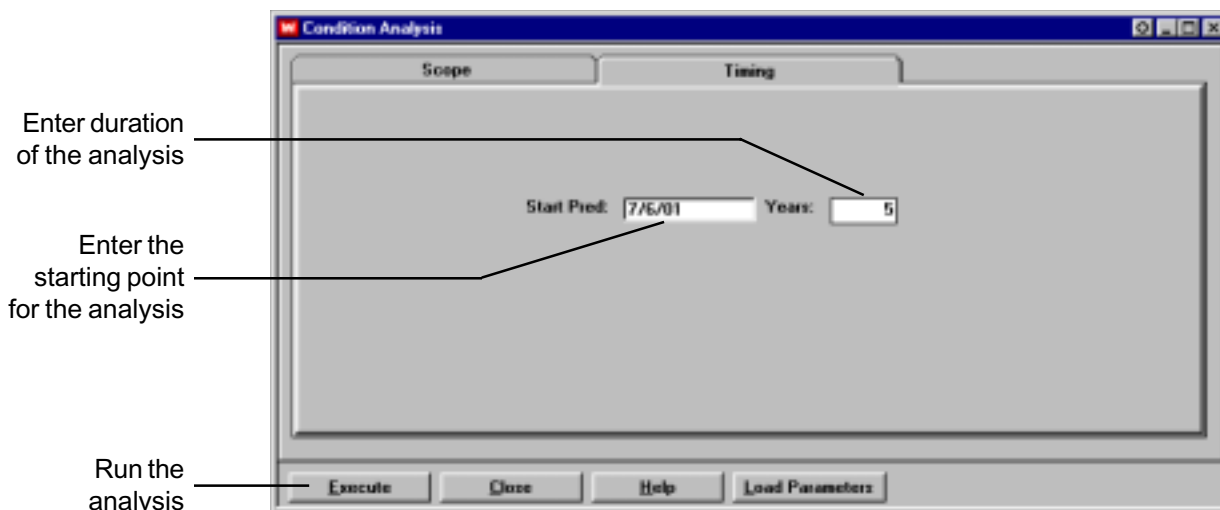 Condition Analysis
Scope
Timing
Enter duration
of the analysis
Start Pred: 7/6/01 Years: 5
Enter the
starting point
for the analysis
Run the
analysis
Execute Close Help Load Parameters